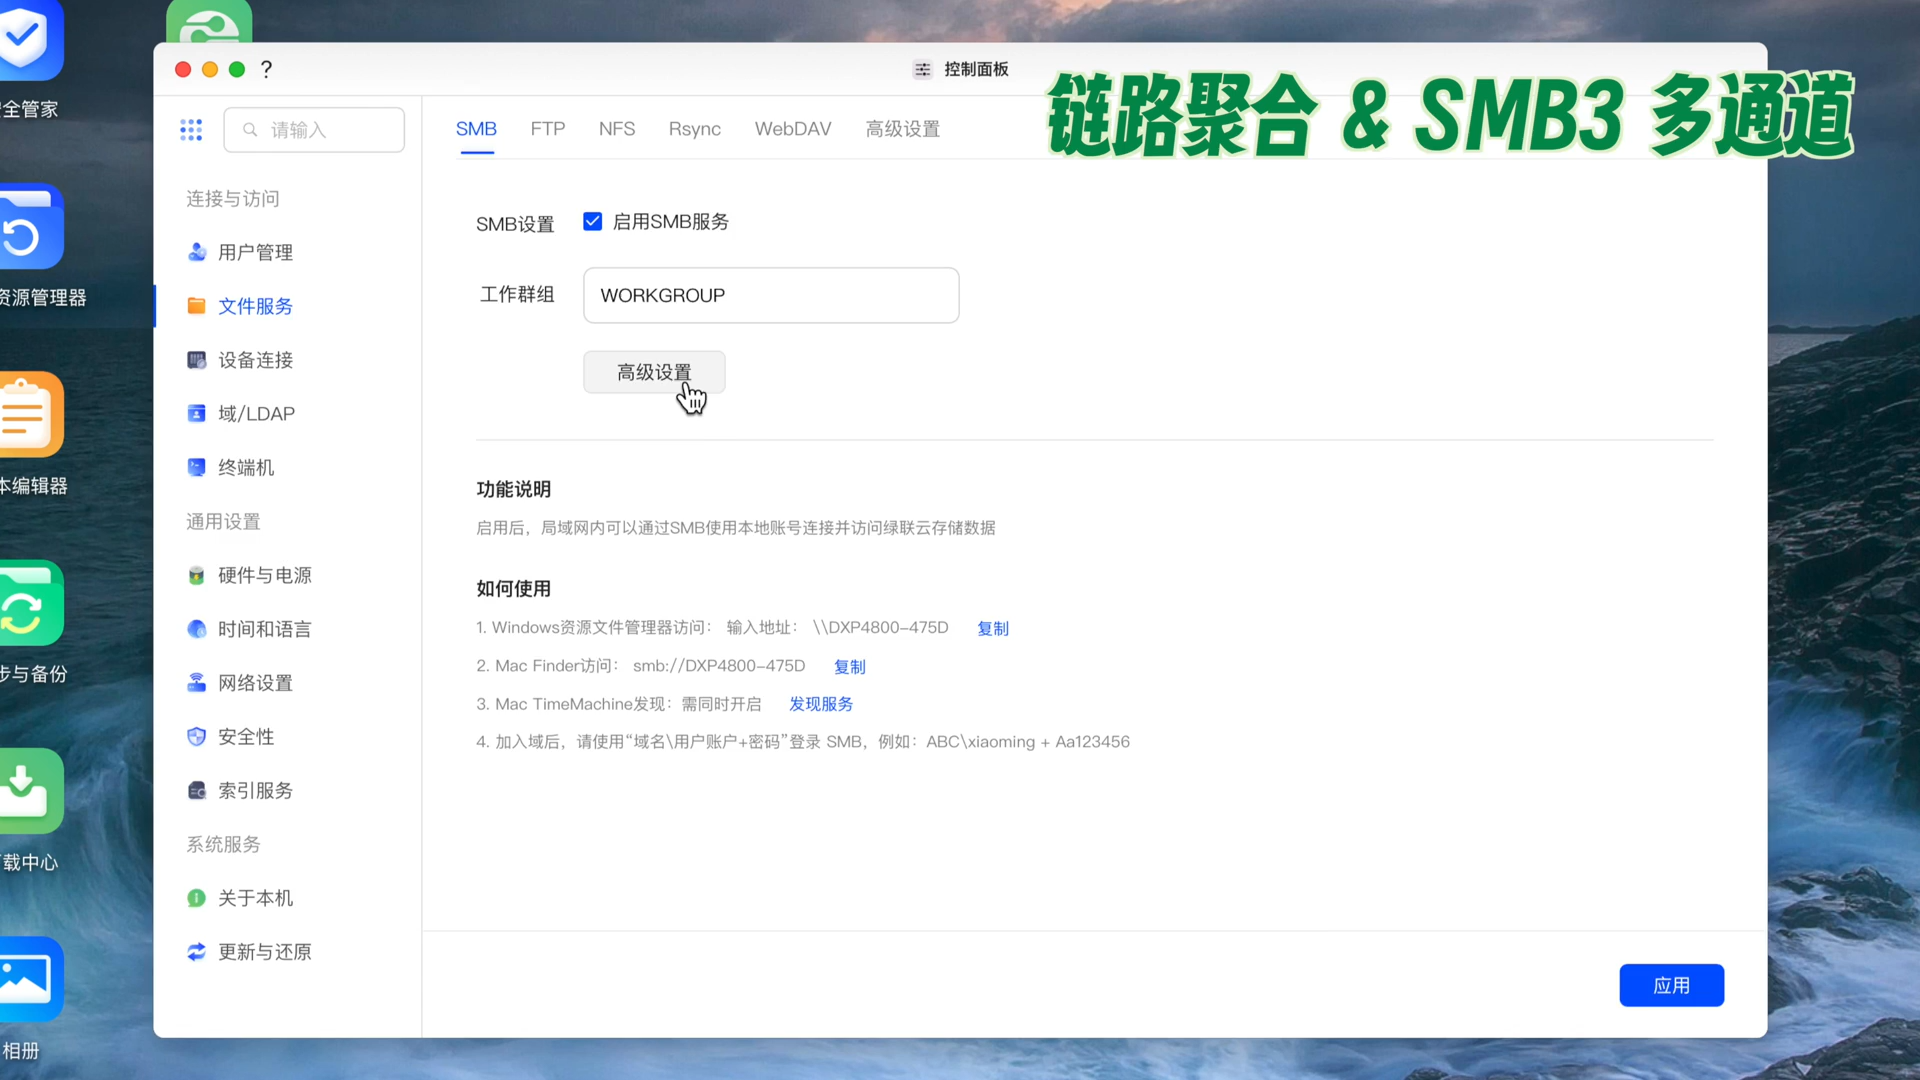 控制面板
链路聚合 & SMB3 多通道
请输入
连接与访问
用户管理
文件服务
设备连接
域/LDAP
终端机
通用设置
硬件与电源
时间和语言
网络设置
安全性
索引服务
系统服务
关于本机
更新与还原
SMB FTP NFS Rsync WebDAV 高级设置
SMB设置 启用SMB服务
工作群组 WORKGROUP
高级设置
功能说明
启用后，局域网内可以通过SMB使用本地账号连接并访问绿联云存储数据
如何使用
1. Windows资源文件管理器访问： 输入地址： \\DXP4800-475D 复制
2. Mac Finder访问： smb://DXP4800-475D 复制
3. Mac TimeMachine发现：需同时开启 发现服务
4. 加入域后，请使用“域名\用户账户+密码”登录 SMB，例如：ABC\xiaoming + Aa123456
应用
全管家
资源管理器
本编辑器
步与备份
载中心
相册